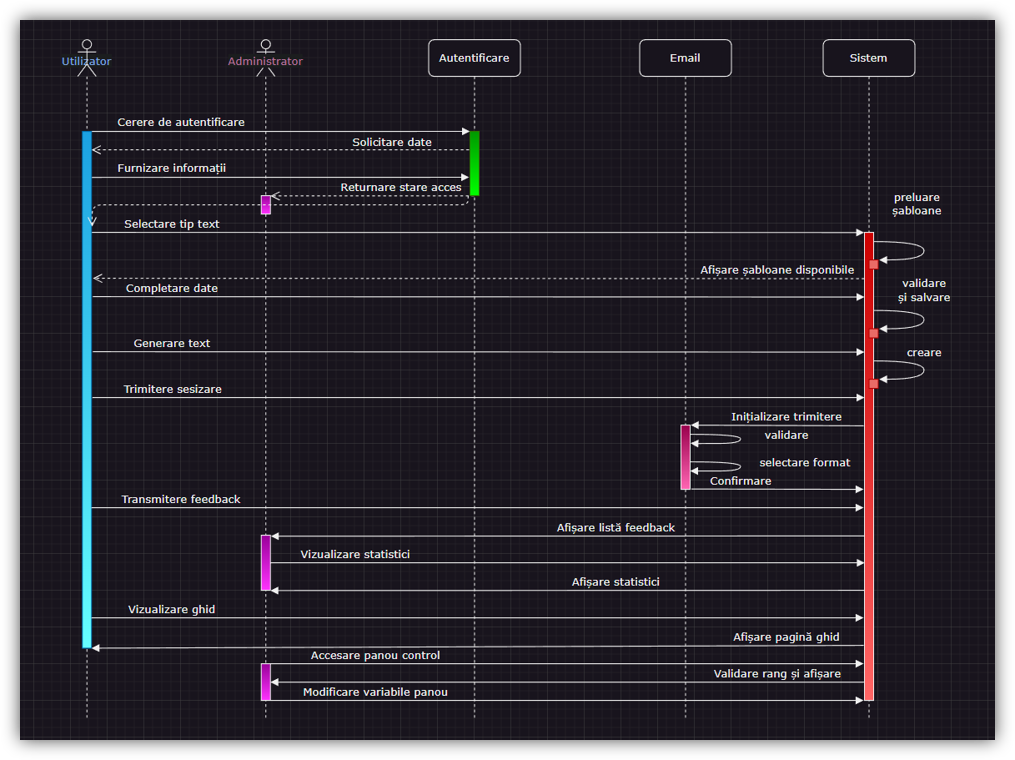 Utilizator
Administrator
Autentificare
Email
Sistem
Cerere de autentificare
Solicitare date
Furnizare informații
Returnare stare acces
preluare
șabloane
Selectare tip text
Afișare șabloane disponibile
validare
și salvare
Completare date
Generare text
creare
Trimitere sesizare
Inițializare trimitere
validare
selectare format
Confirmare
Transmitere feedback
Afișare listă feedback
Vizualizare statistici
Afișare statistici
Vizualizare ghid
Afișare pagină ghid
Accesare panou control
Validare rang și afișare
Modificare variabile panou